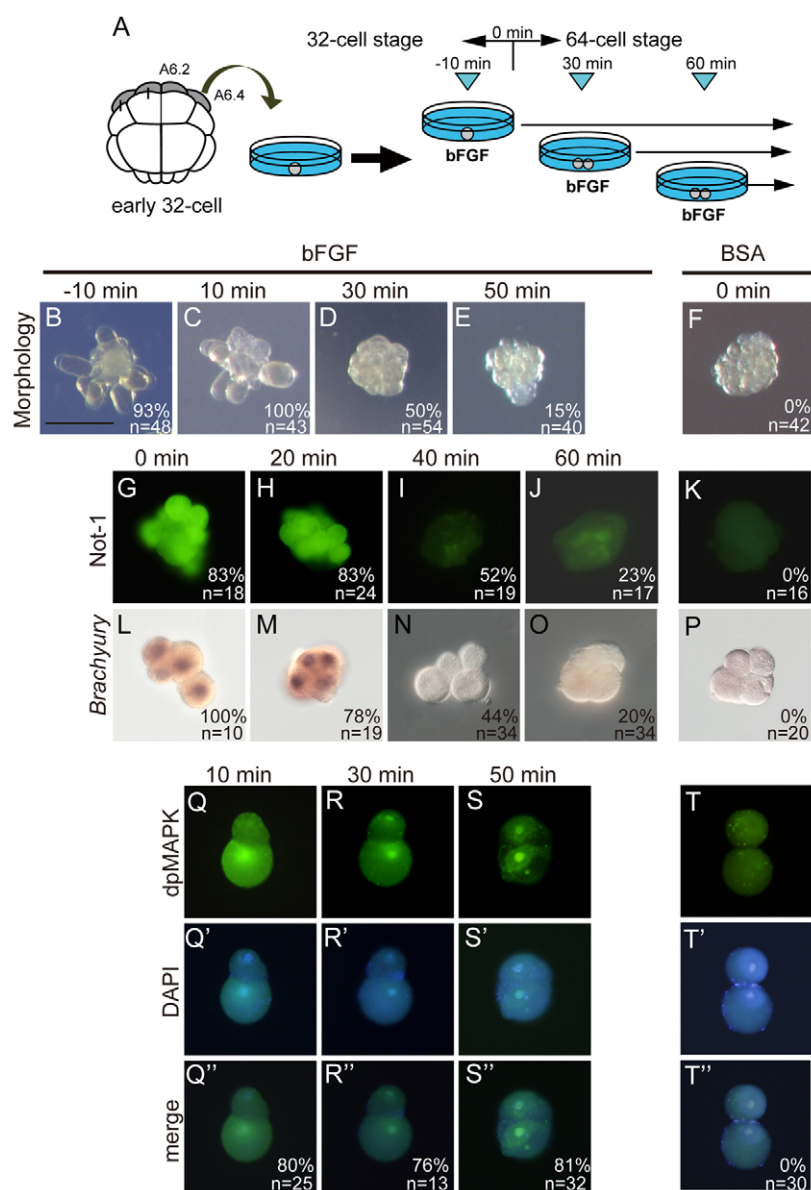 A
32-cell stage
0 min
64-cell stage
A6.2
A6.4
-10 min
30 min
60 min
bFGF
bFGF
bFGF
early 32-cell
bFGF
BSA
-10 min
10 min
30 min
50 min
0 min
Morphology
B
93%
n=48
C
100%
n=43
D
50%
n=54
E
15%
n=40
F
0%
n=42
0 min
20 min
40 min
60 min
Not-1
G
83%
n=18
H
83%
n=24
I
52%
n=19
J
23%
n=17
K
0%
n=16
Brachyury
L
100%
n=10
M
78%
n=19
N
44%
n=34
O
20%
n=34
P
0%
n=20
10 min
30 min
50 min
dpMAPK
Q
R
S
T
DAPI
Q'
R'
S'
T'
merge
Q''
80%
n=25
R''
76%
n=13
S''
81%
n=32
T''
0%
n=30